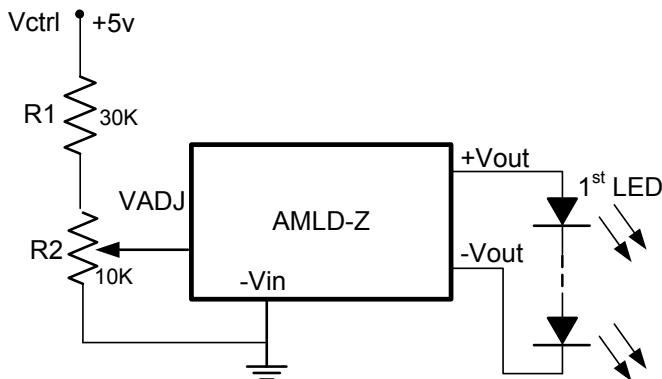 Vctrl +5v
R1 30K
+Vout
1st LED
VADJ
AMLD-Z
R2 10K
-Vin
-Vout